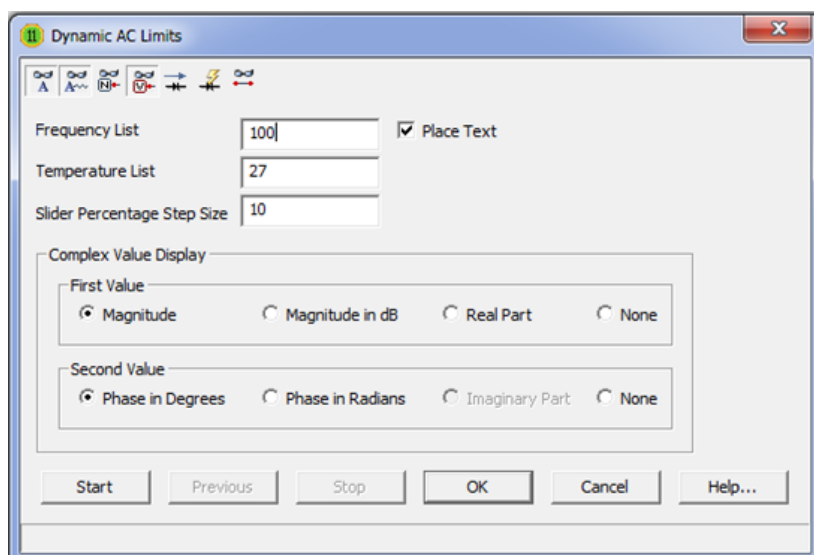 11 Dynamic AC Limits
A A N V
Frequency List 100 Place Text
Temperature List 27
Slider Percentage Step Size 10
Complex Value Display
First Value
Magnitude Magnitude in dB Real Part None
Second Value
Phase in Degrees Phase in Radians Imaginary Part None
Start Previous Stop OK Cancel Help...